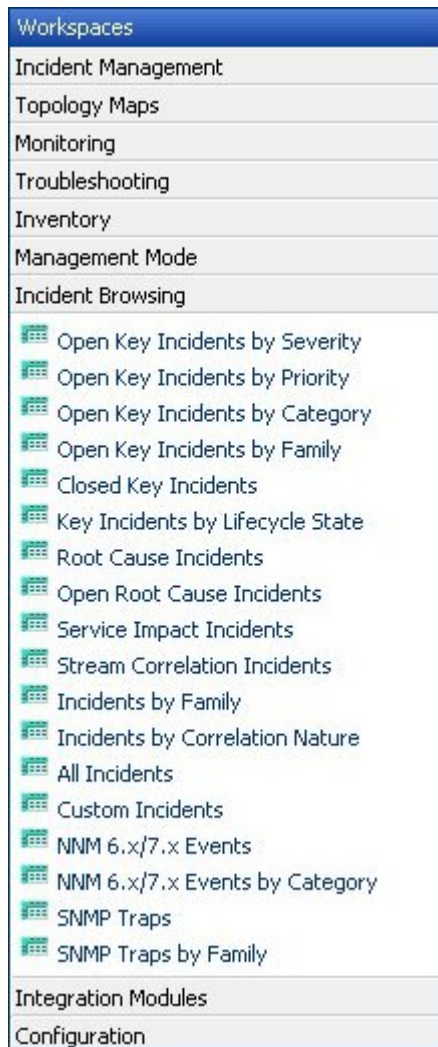 Workspaces
Incident Management
Topology Maps
Monitoring
Troubleshooting
Inventory
Management Mode
Incident Browsing
Open Key Incidents by Severity
Open Key Incidents by Priority
Open Key Incidents by Category
Open Key Incidents by Family
Closed Key Incidents
Key Incidents by Lifecycle State
Root Cause Incidents
Open Root Cause Incidents
Service Impact Incidents
Stream Correlation Incidents
Incidents by Family
Incidents by Correlation Nature
All Incidents
Custom Incidents
NNM 6.x/7.x Events
NNM 6.x/7.x Events by Category
SNMP Traps
SNMP Traps by Family
Integration Modules
Configuration